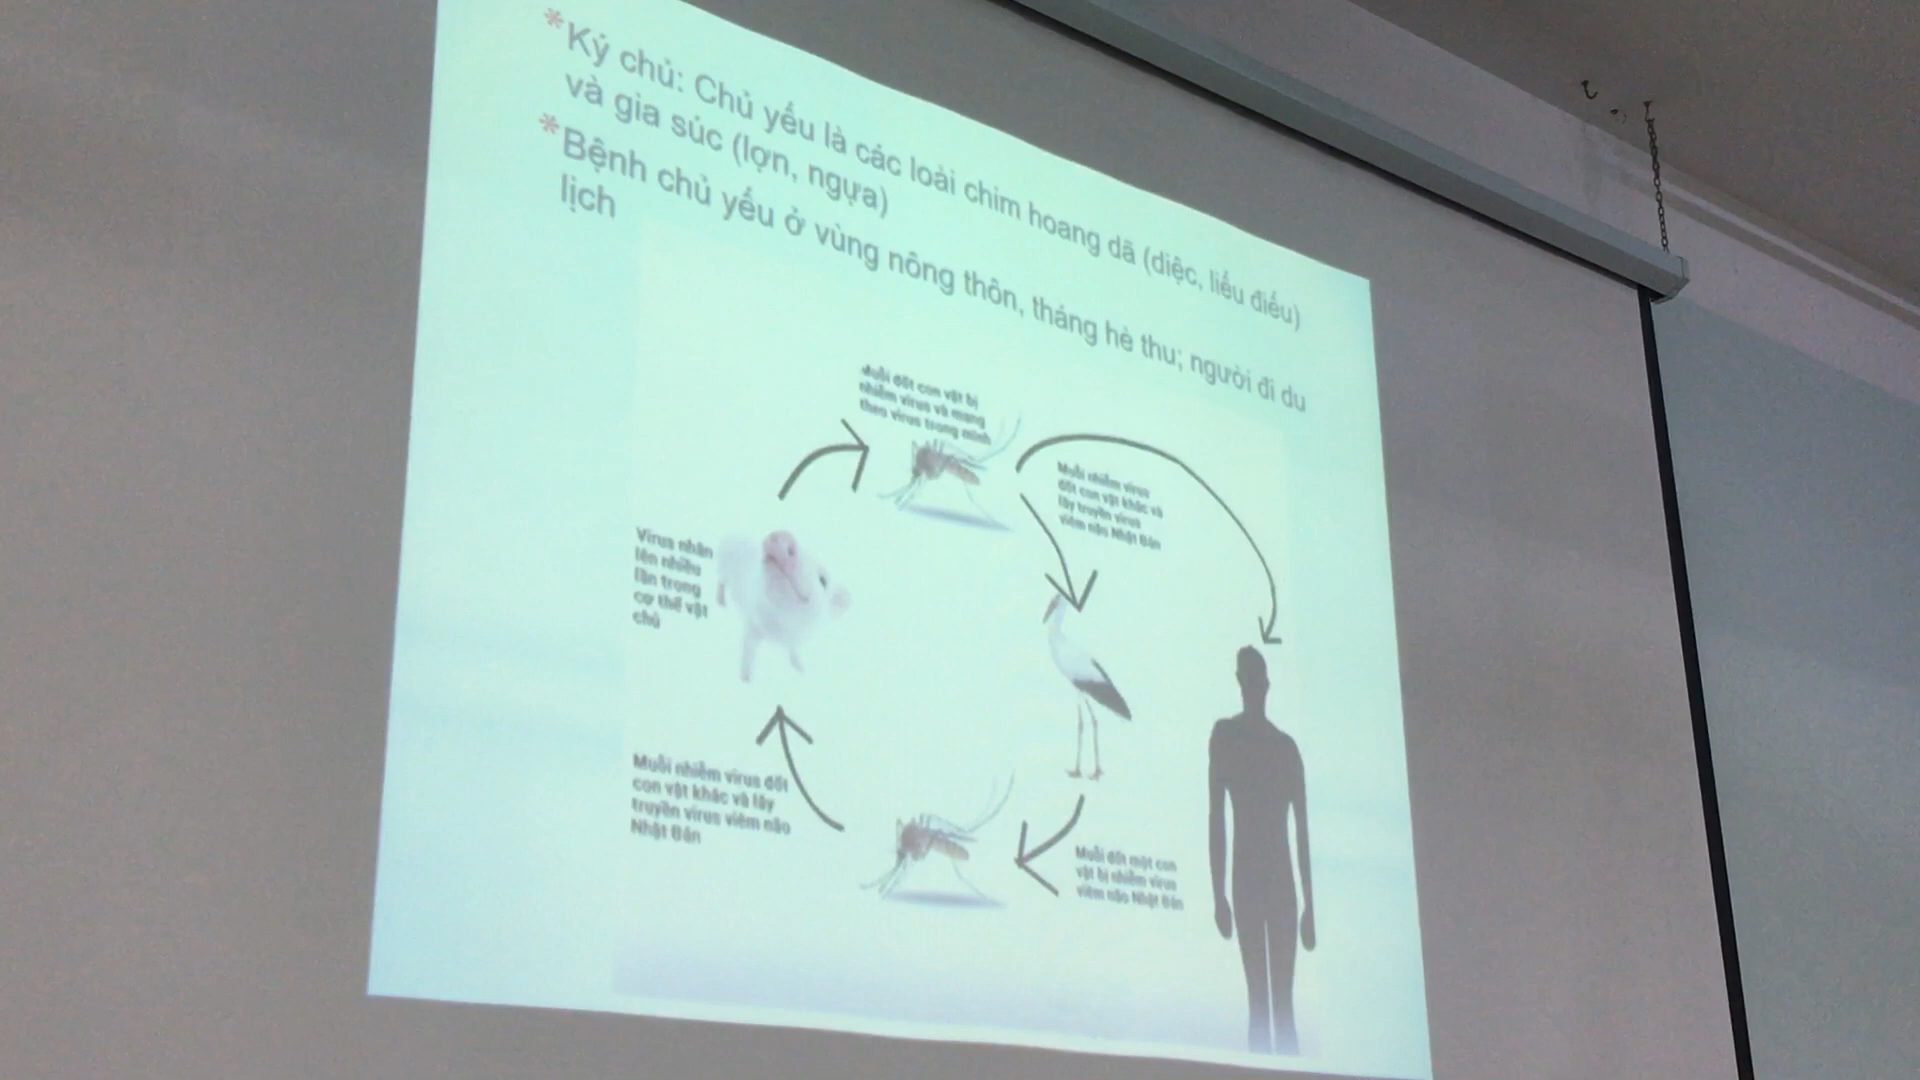 *Ký chủ: Chủ yếu là các loài chim hoang dã (diệc, liếu điếu)
và gia súc (lợn, ngựa)
*Bệnh chủ yếu ở vùng nông thôn, tháng hè thu; người đi du
lịch
Muỗi đốt con vật bị
nhiễm virus và mang
theo virus trong mình
Muỗi nhiễm virus
đốt con vật khác và
lây truyền virus
viêm não Nhật Bản
Virus nhân
lên nhiều
lần trong
cơ thể vật
chủ
Muỗi nhiễm virus đốt
con vật khác và lây
truyền virus viêm não
Nhật Bản
Muỗi đốt một con
vật bị nhiễm virus
viêm não Nhật Bản